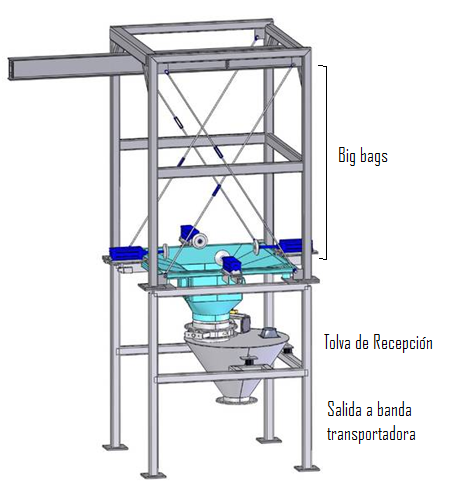 Big bags
Tolva de Recepción
Salida a banda
transportadora